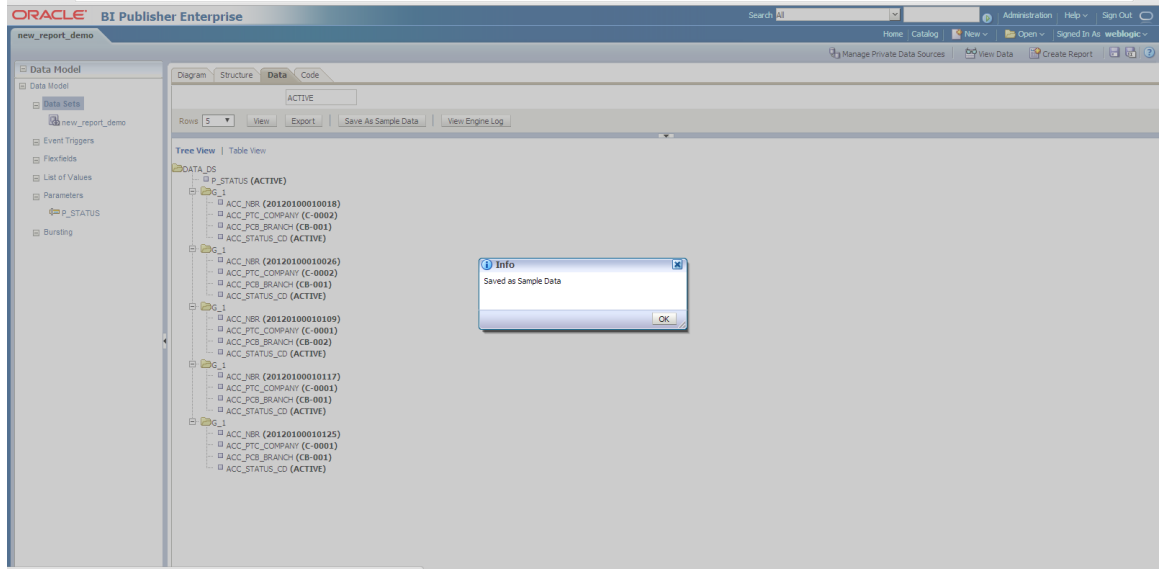 ORACLE BI Publisher Enterprise Search All Administration Help Sign Out
new_report_demo Home Catalog New Open Signed In As weblogic
Manage Private Data Sources View Data Create Report
Data Model
Data Model
Data Sets
new_report_demo
Event Triggers
Flexfields
List of Values
Parameters
P_STATUS
Bursting
Diagram Structure Data Code
ACTIVE
Rows 5 View Export Save As Sample Data View Engine Log
Tree View | Table View
DATA_DS
P_STATUS (ACTIVE)
G_1
ACC_NBR (20120100010018)
ACC_PTC_COMPANY (C-0002)
ACC_PCB_BRANCH (CB-001)
ACC_STATUS_CD (ACTIVE)
G_1
ACC_NBR (20120100010026)
ACC_PTC_COMPANY (C-0002)
ACC_PCB_BRANCH (CB-001)
ACC_STATUS_CD (ACTIVE)
G_1
ACC_NBR (20120100010109)
ACC_PTC_COMPANY (C-0001)
ACC_PCB_BRANCH (CB-002)
ACC_STATUS_CD (ACTIVE)
G_1
ACC_NBR (20120100010117)
ACC_PTC_COMPANY (C-0001)
ACC_PCB_BRANCH (CB-001)
ACC_STATUS_CD (ACTIVE)
G_1
ACC_NBR (20120100010125)
ACC_PTC_COMPANY (C-0001)
ACC_PCB_BRANCH (CB-001)
ACC_STATUS_CD (ACTIVE)
Info
Saved as Sample Data
OK